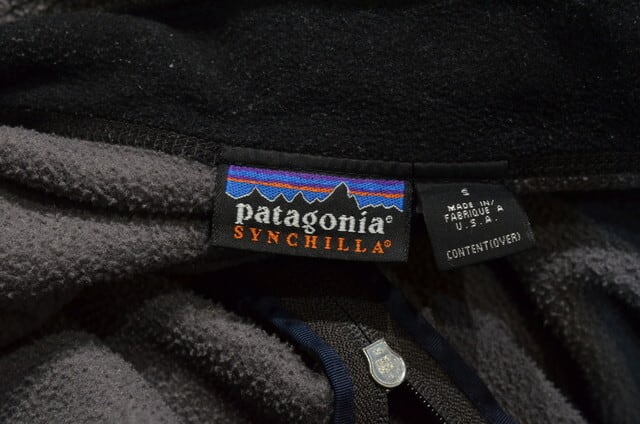 patagonia®
SYNCHILLA®
S
MADE IN/
FABRIQUE A
U.S.A.
CONTENT(OVER)